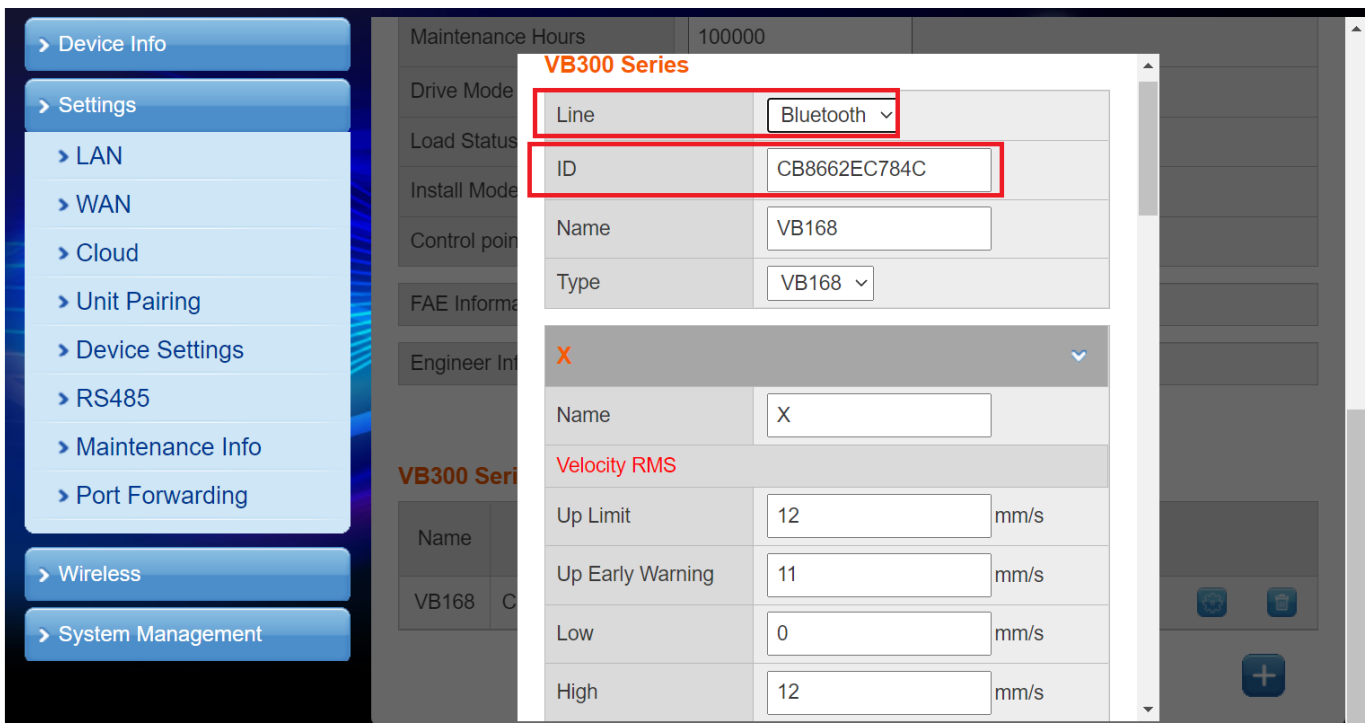 Device Info
Settings
LAN
WAN
Cloud
Unit Pairing
Device Settings
RS485
Maintenance Info
Port Forwarding
Wireless
System Management
Maintenance Hours 100000
Drive Mode
Load Status
Install Mode
Control poin
FAE Informa
Engineer Inf
VB300 Seri
Name
VB168 C
VB300 Series
Line Bluetooth
ID CB8662EC784C
Name VB168
Type VB168
X
Name X
Velocity RMS
Up Limit 12 mm/s
Up Early Warning 11 mm/s
Low 0 mm/s
High 12 mm/s